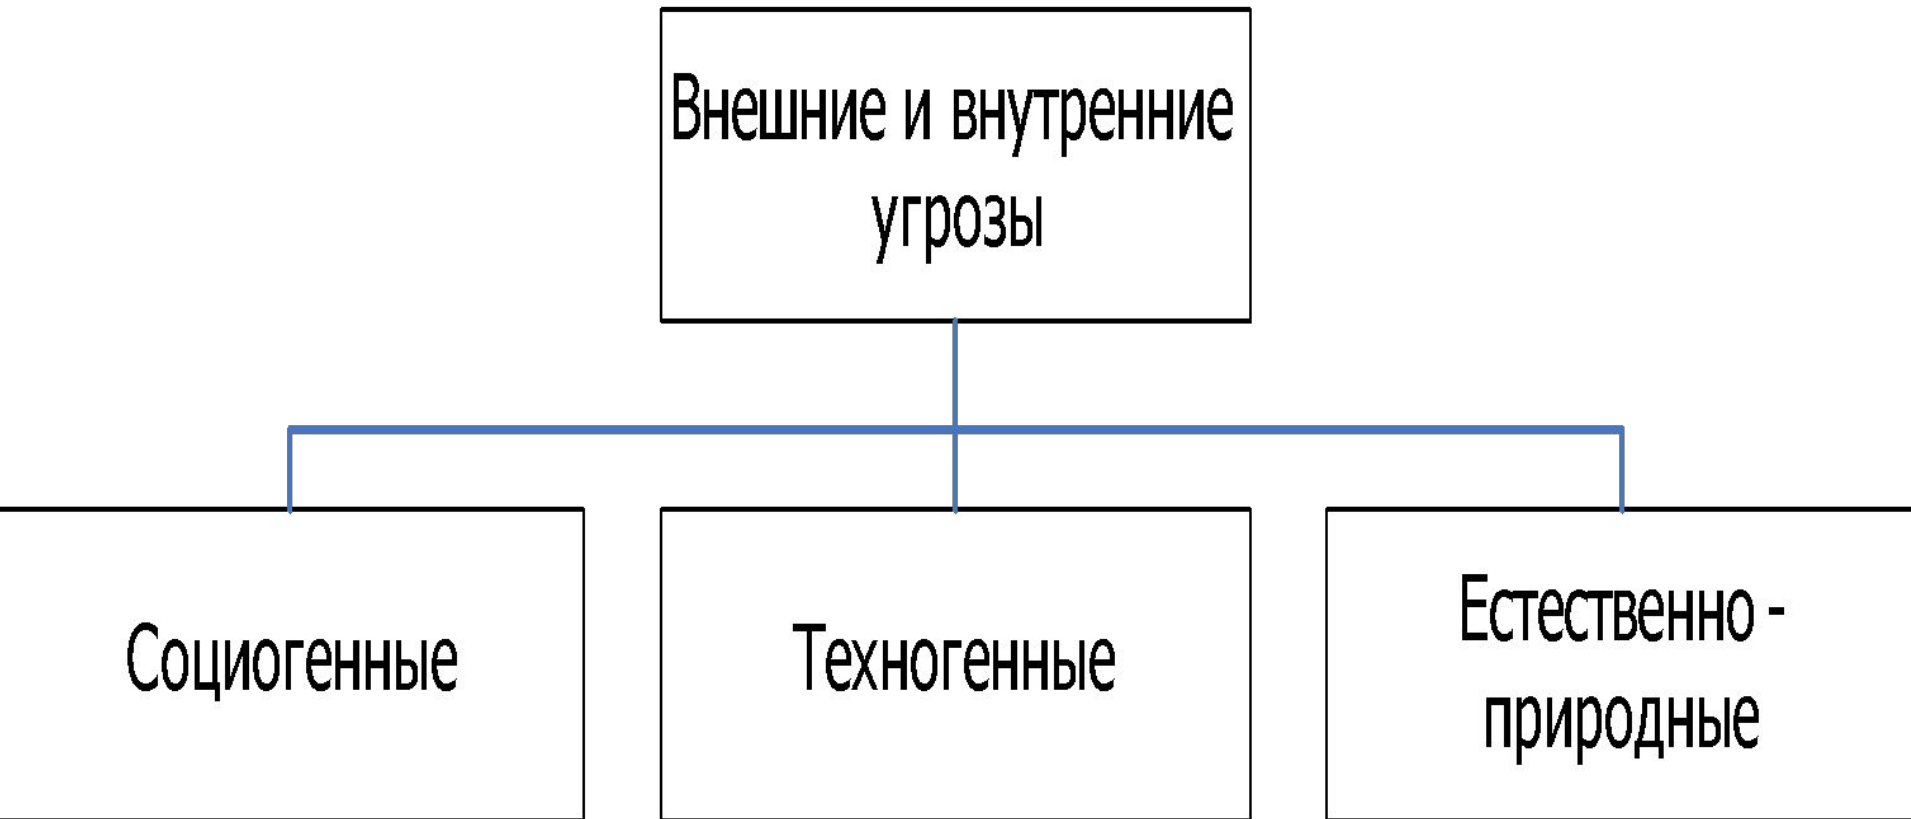 Внешние и внутренние
угрозы
Социогенные
Техногенные
Естественно -
природные